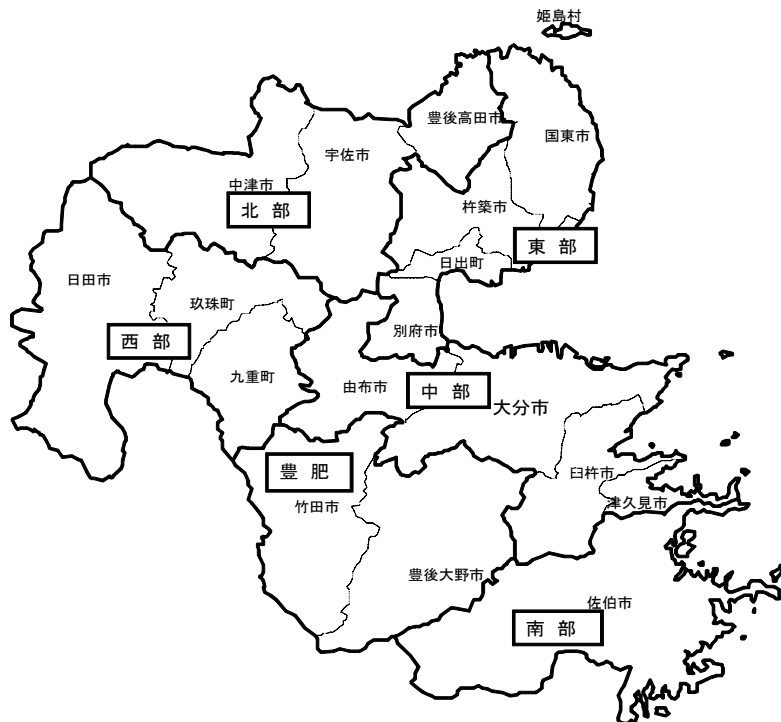 姫島村
豊後高田市
国東市
宇佐市
中津市
北部
杵築市
東部
日出町
日田市
玖珠町
別府市
西部
九重町
由布市
中部
大分市
豊肥
臼杵市
竹田市
津久見市
豊後大野市
佐伯市
南部